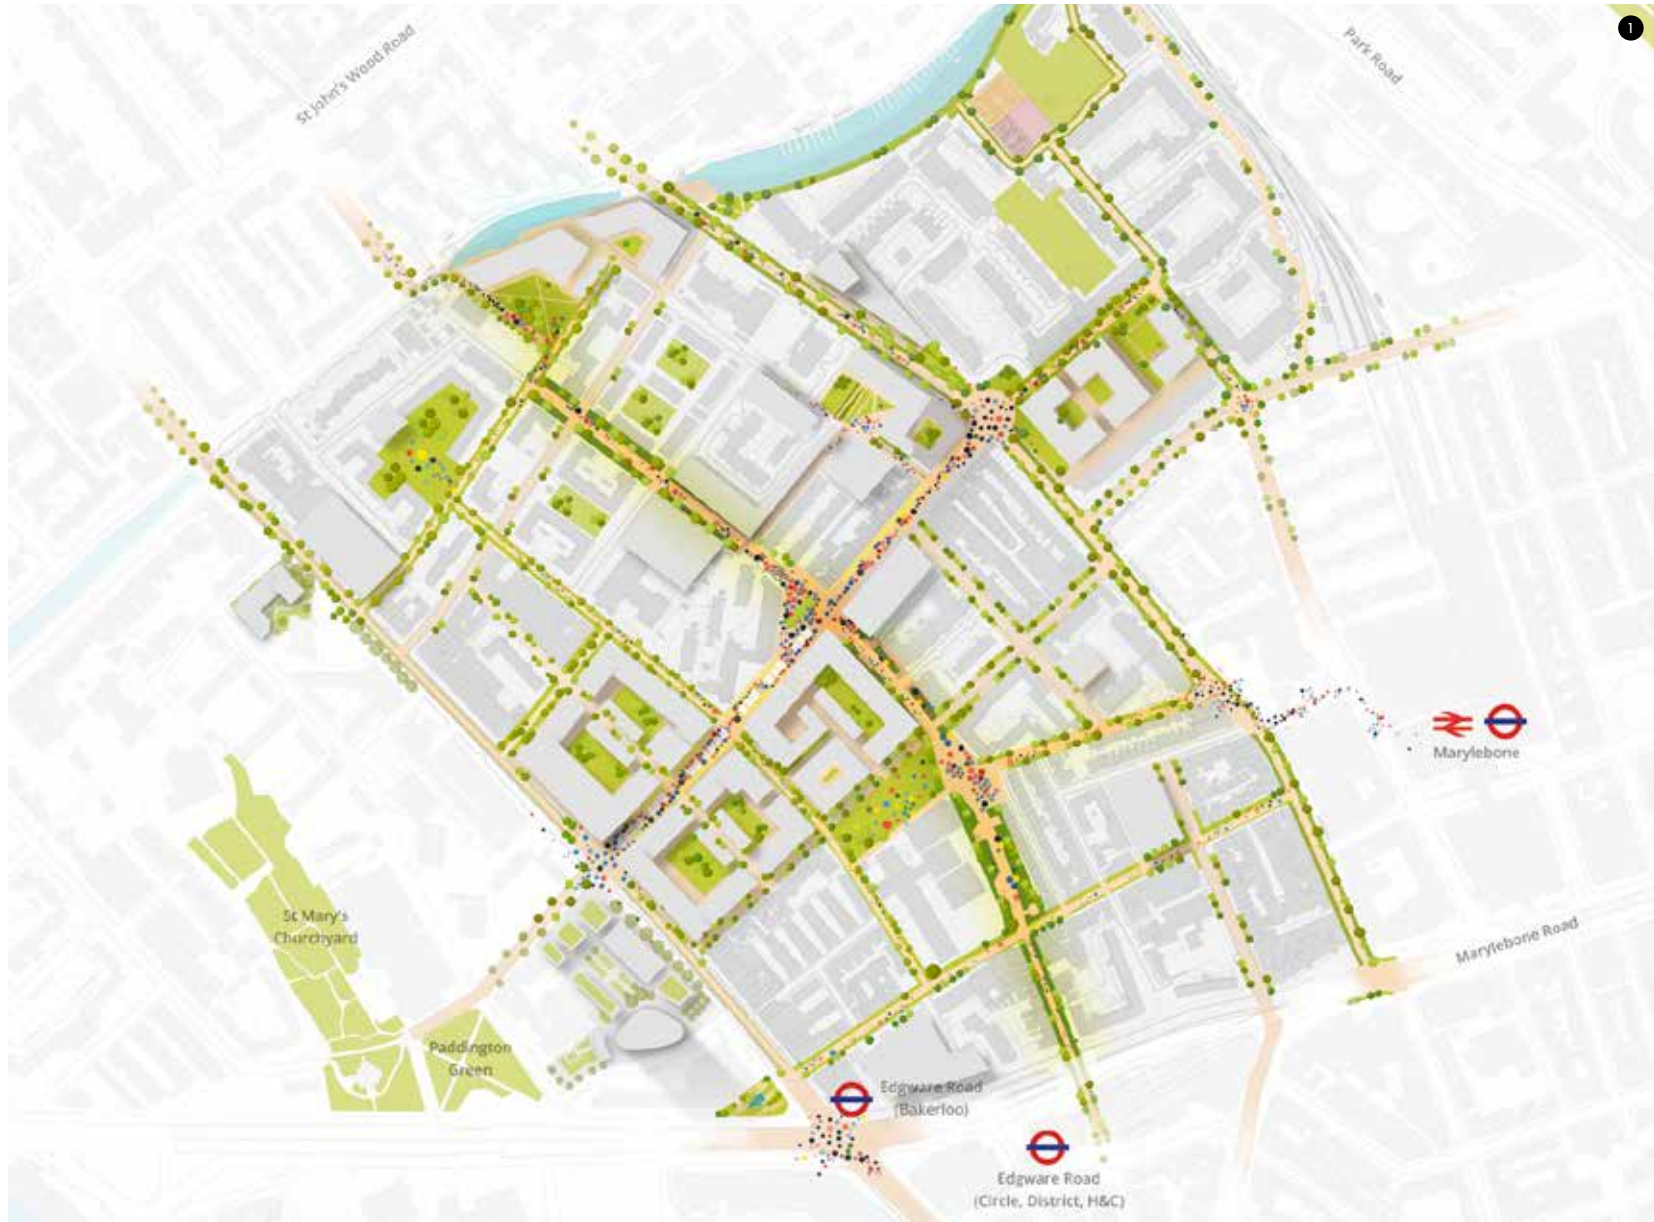 1
St John's Wood Road
Park Road
Marylebone
St Mary's
Churchyard
Marylebone Road
Paddington
Green
Edgware Road
(Bakerloo)
Edgware Road
(Circle, District, H&C)